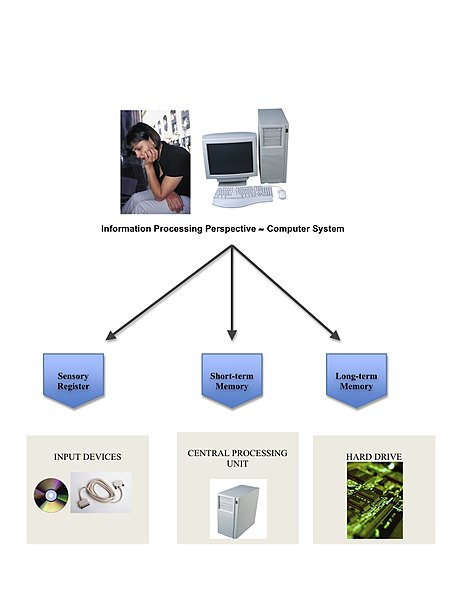 Information Processing Perspective ~ Computer System
Sensory
Register
Short-term
Memory
Long-term
Memory
INPUT DEVICES
CENTRAL PROCESSING
UNIT
HARD DRIVE